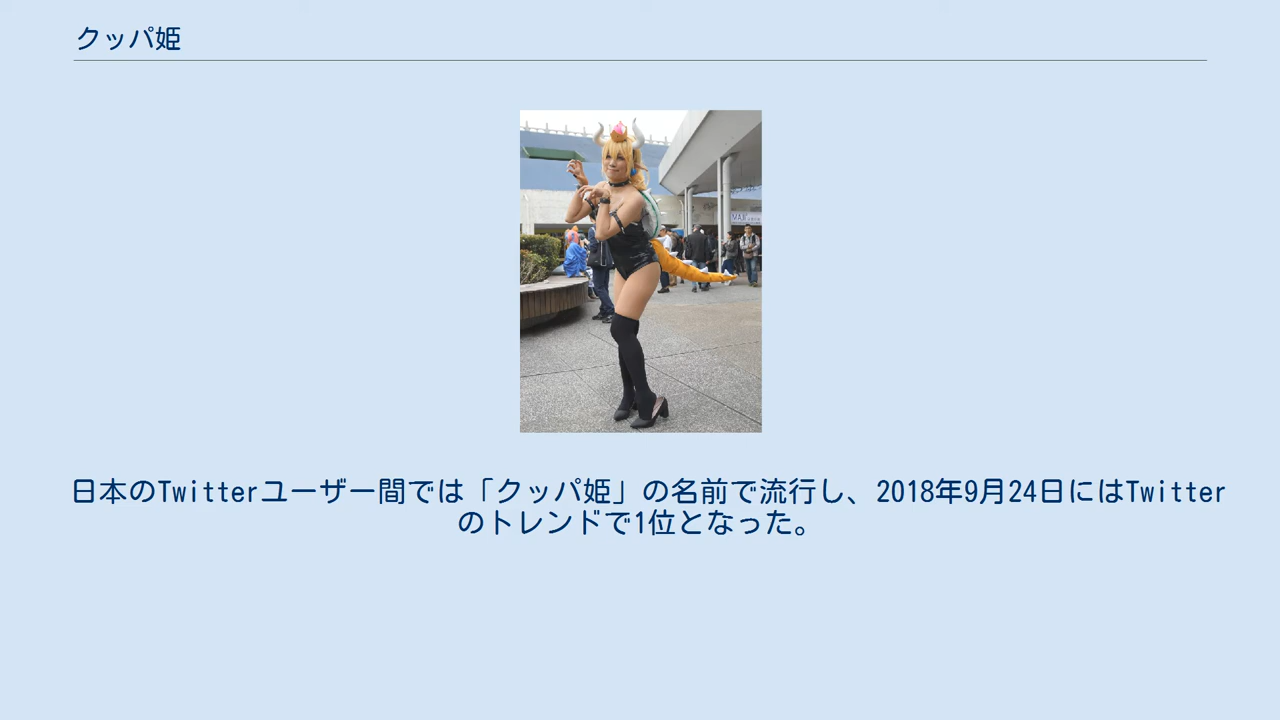 クッパ姫
日本のTwitterユーザー間では「クッパ姫」の名前で流行し、2018年9月24日にはTwitter
のトレンドで1位となった。